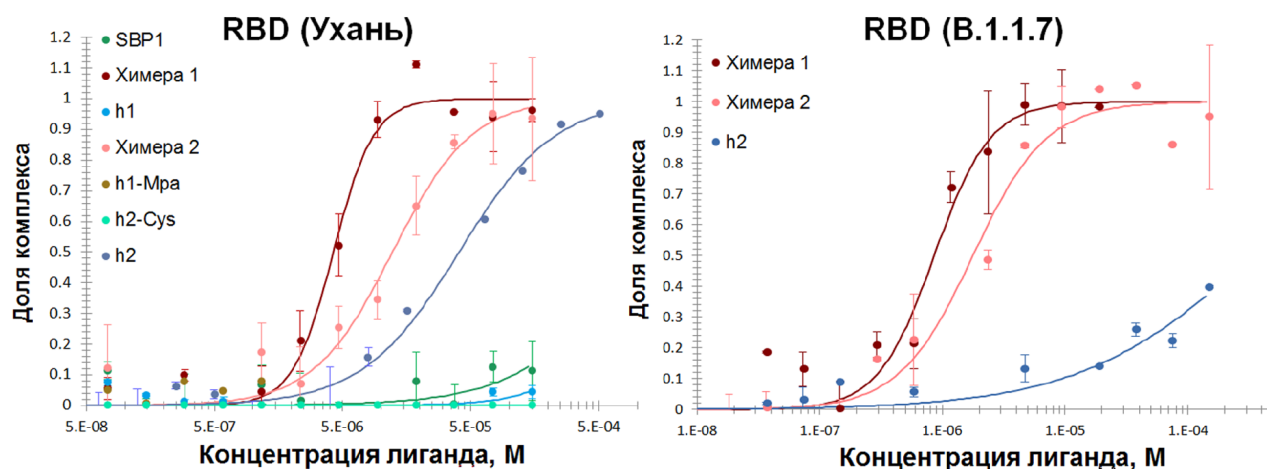 RBD (Ухань)
Доля комплекса
1.2
1.1
1
0.9
0.8
0.7
0.6
0.5
0.4
0.3
0.2
0.1
0
SBP1
Химера 1
h1
Химера 2
h1-Mpa
h2-Cys
h2
5.E-08
5.E-07
5.E-06
5.E-05
5.E-04
Концентрация лиганда, М
RBD (B.1.1.7)
Доля комплекса
1.2
1.1
1
0.9
0.8
0.7
0.6
0.5
0.4
0.3
0.2
0.1
0
Химера 1
Химера 2
h2
1.E-08
1.E-07
1.E-06
1.E-05
1.E-04
Концентрация лиганда, М